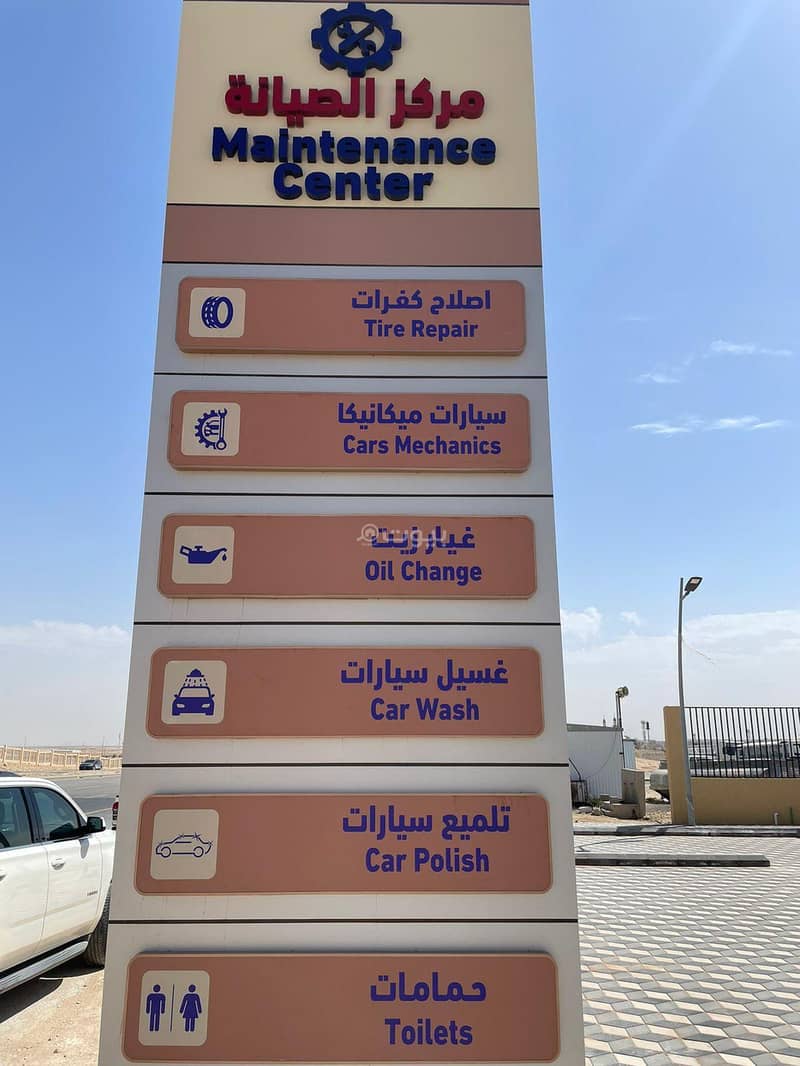 مركز الصيانة
Maintenance
Center
اصلاح كفرات
Tire Repair
سيارات ميكانيكا
Cars Mechanics
غيار زيت
بيوت
Oil Change
غسيل سيارات
Car Wash
تلميع سيارات
Car Polish
حمامات
Toilets